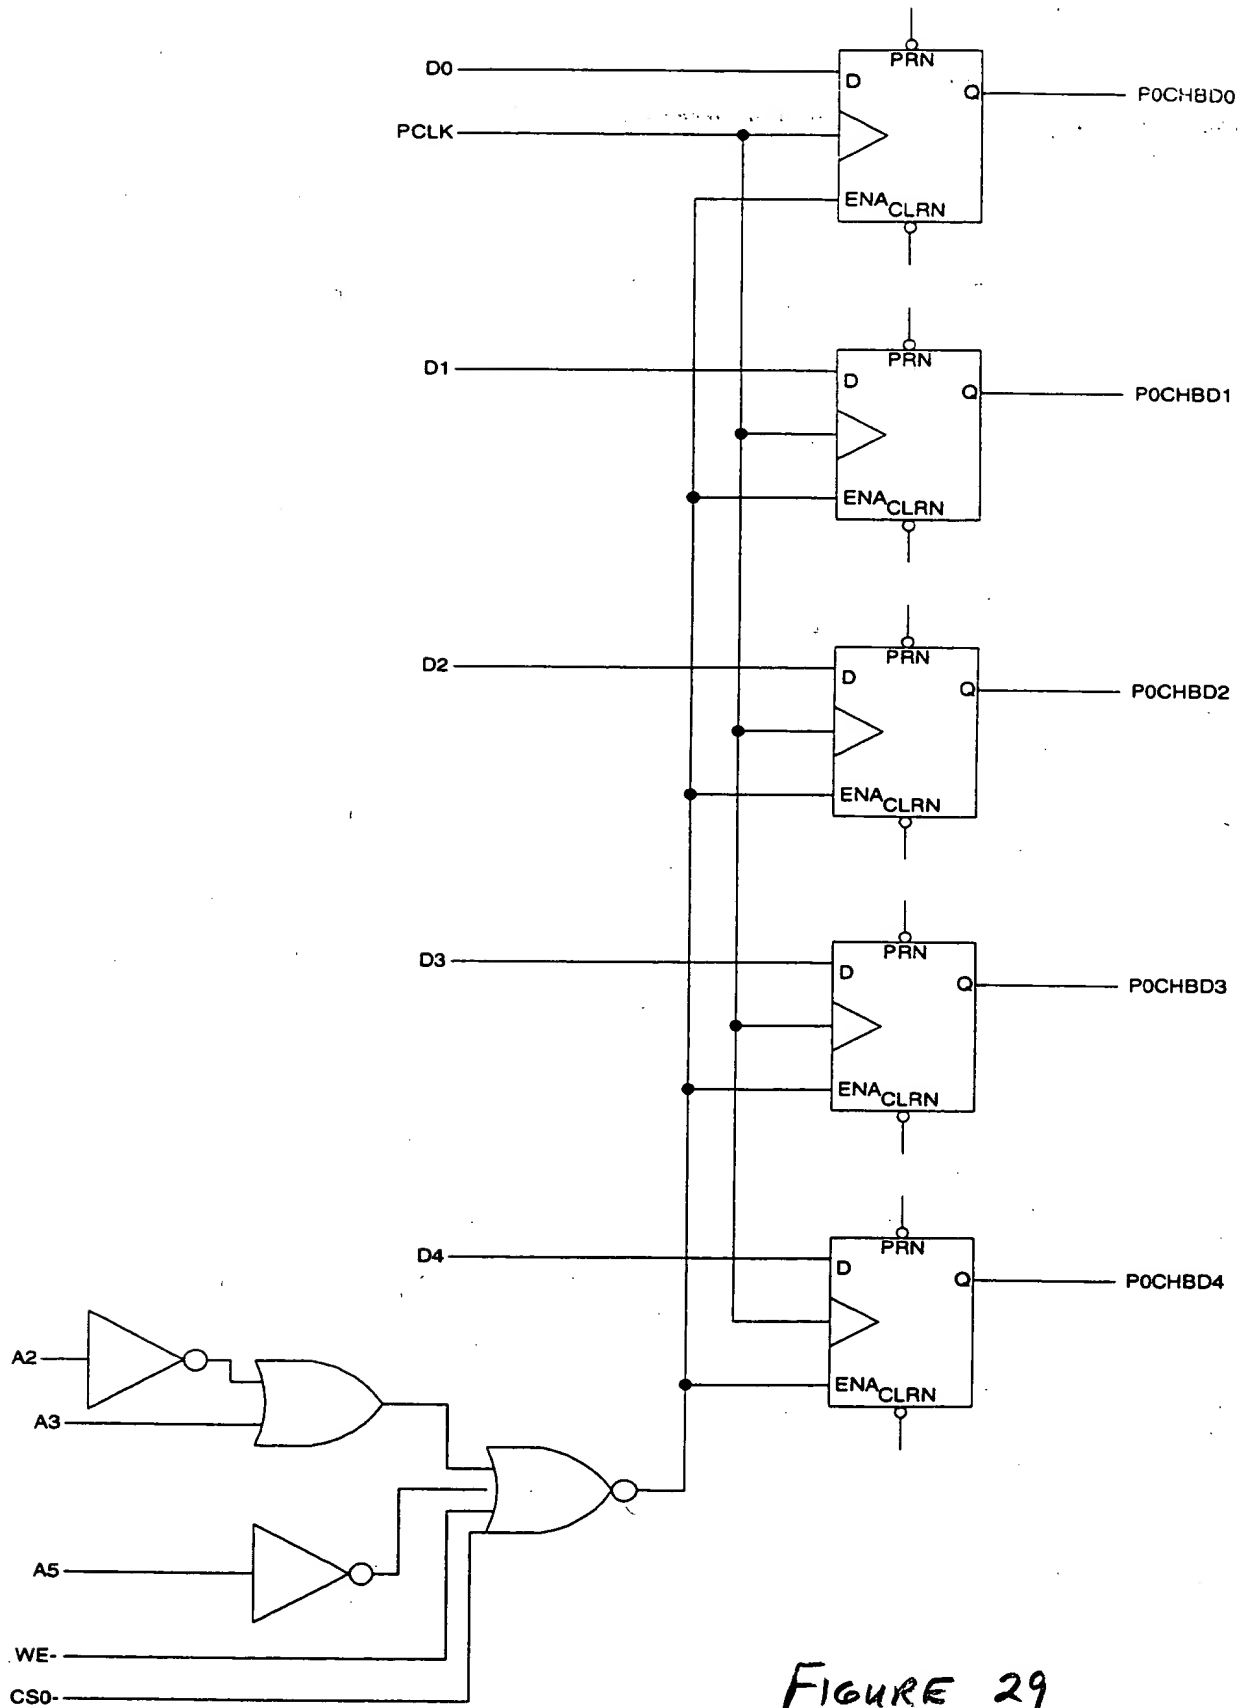 PRN
D0
D
Q
P0CHBD0
PCLK
ENA
CLRN
PRN
D1
D
Q
P0CHBD1
ENA
CLRN
PRN
D2
D
Q
P0CHBD2
ENA
CLRN
PRN
D3
D
Q
P0CHBD3
ENA
CLRN
PRN
D4
D
Q
P0CHBD4
ENA
CLRN
A2
A3
A5
WE-
CS0-
FIGURE 29